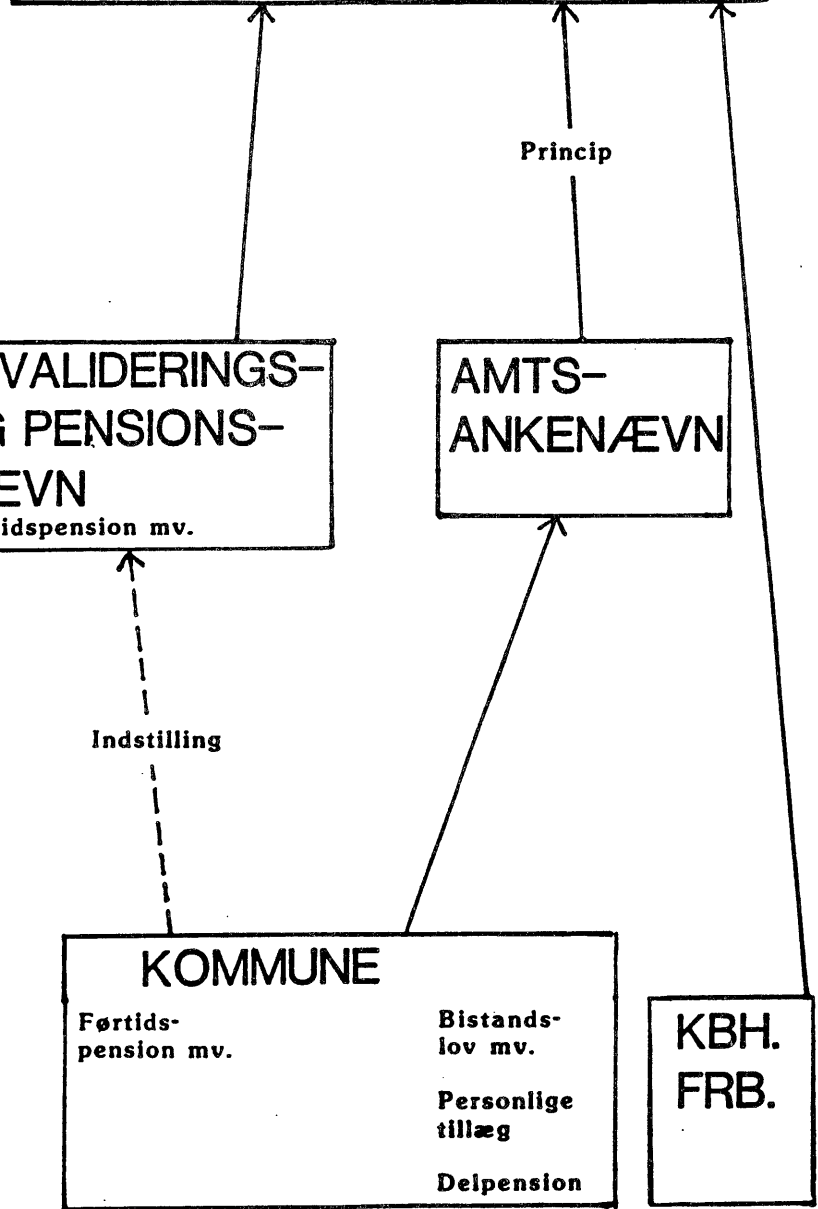 Princip
VALIDERINGS-
G PENSIONS-
ÆVN
idspension mv.
AMTS-
ANKENÆVN
Indstilling
KOMMUNE
Førtids-
pension mv.
Bistands-
lov mv.
Personlige
tillæg
Delpension
KBH.
FRB.